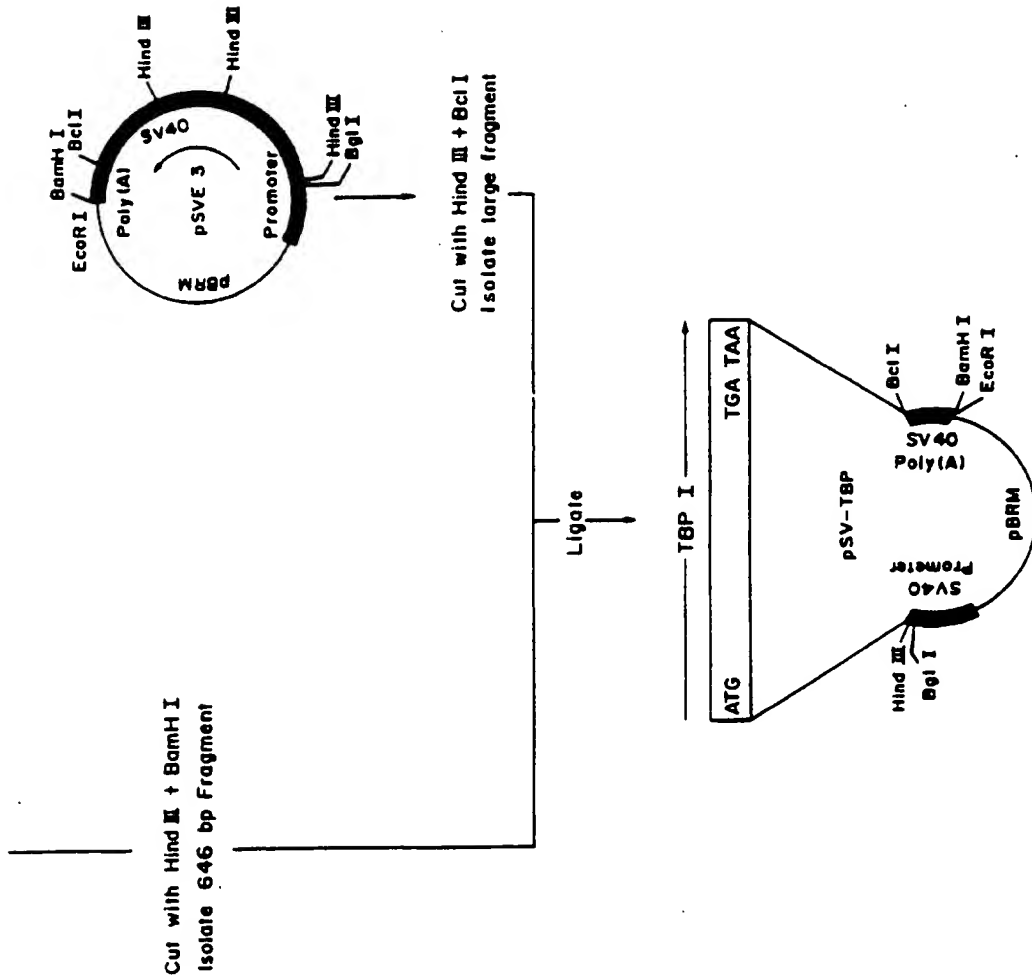 EcoR I
BamH I
Bcl I
Hind III
Hind III
Hind III
Bgl I
Poly(A)
SV40
pSVE 3
Promoter
pBRM
Cut with Hind III + BamH I
Isolate 646 bp Fragment
Cut with Hind III + Bcl I
Isolate large fragment
Ligate
TBP I
ATG
TGA TAA
pSV-TBP
Hind III
Bgl I
SV40
Promoter
Bcl I
SV40
Poly(A)
BamH I
EcoR I
pBRM